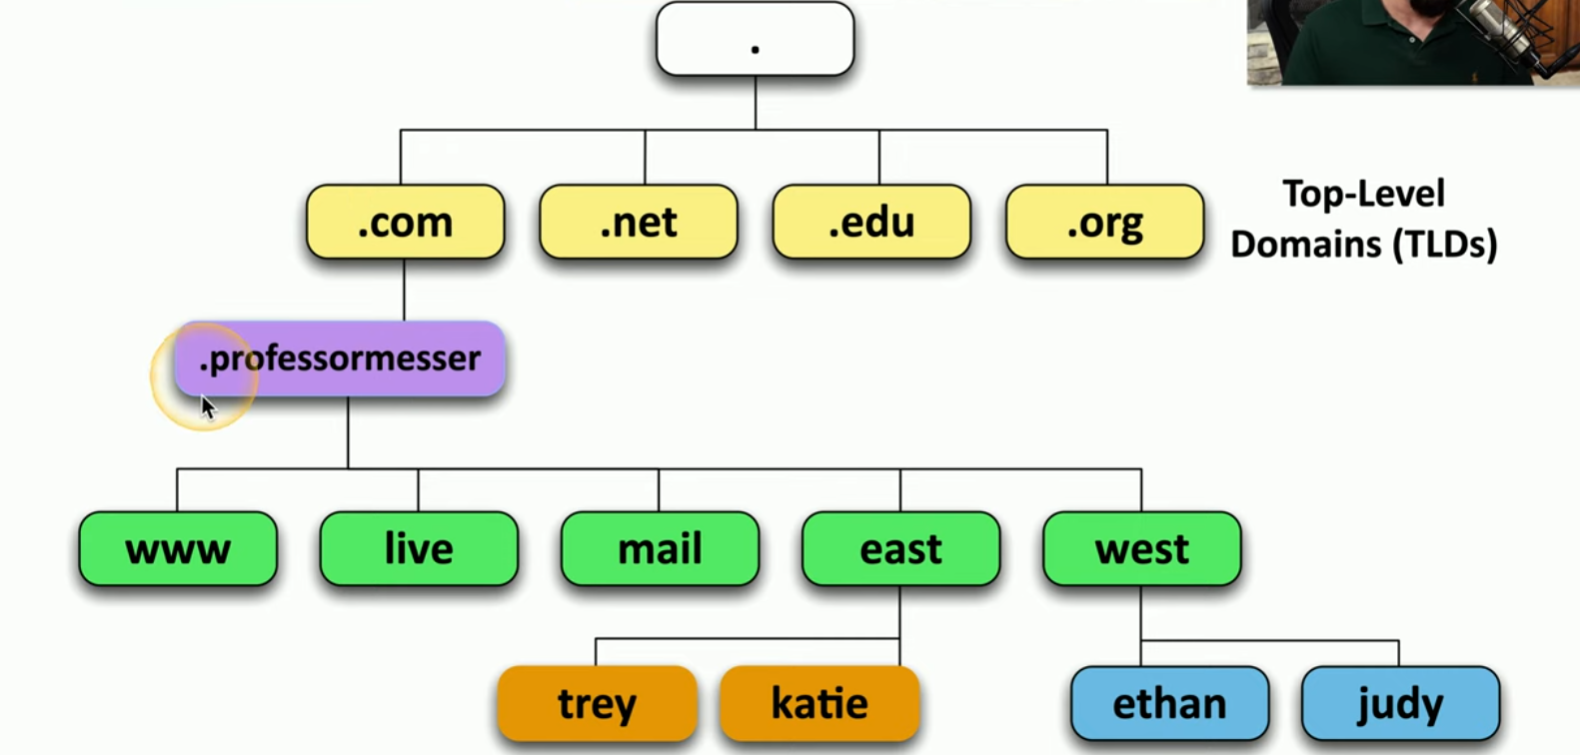 .
.com
.net
.edu
.org
Top-Level
Domains (TLDs)
.professormesser
www
live
mail
east
west
trey
katie
ethan
judy